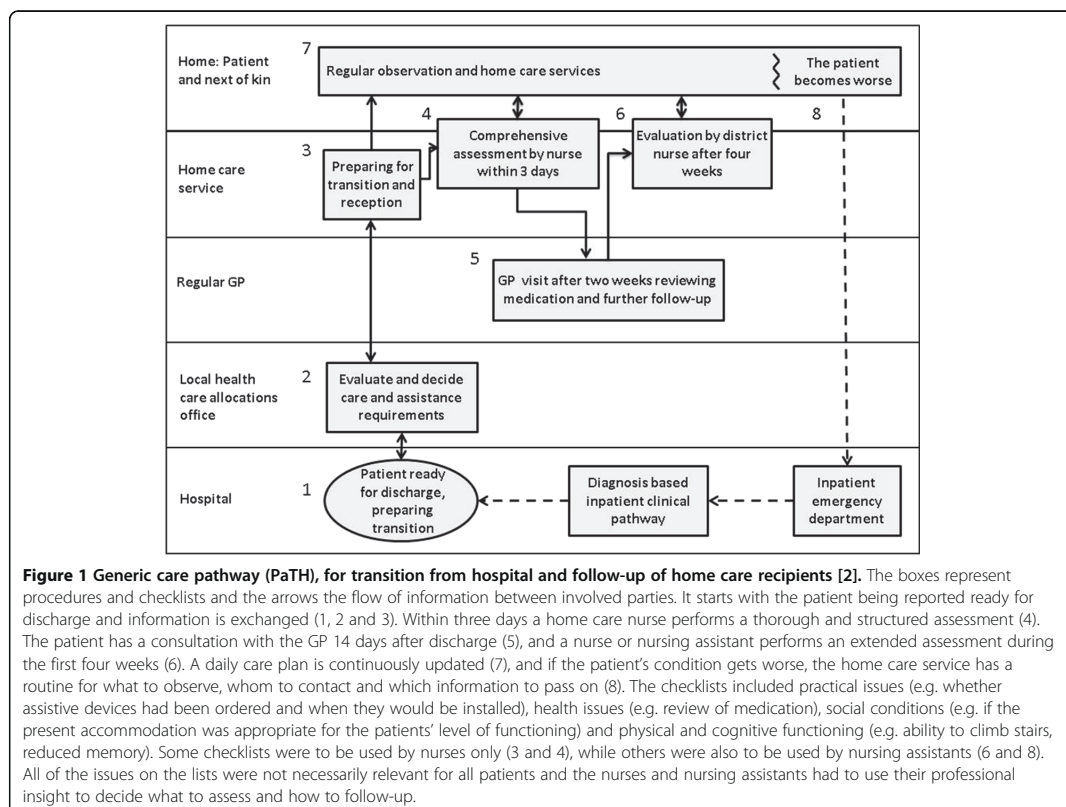 Home: Patient
and next of kin
7
Regular observation and home care services
The patient
becomes worse
4
6
8
Home care
service
3
Preparing for
transition and
reception
Comprehensive
assessment by nurse
within 3 days
Evaluation by district
nurse after four
weeks
Regular GP
5
GP visit after two weeks reviewing
medication and further follow-up
Local health
care allocations
office
2
Evaluate and decide
care and assistance
requirements
Hospital
1
Patient ready
for discharge,
preparing
transition
Diagnosis based
inpatient clinical
pathway
Inpatient
emergency
department
Figure 1 Generic care pathway (PaTH), for transition from hospital and follow-up of home care recipients [2]. The boxes represent
procedures and checklists and the arrows the flow of information between involved parties. It starts with the patient being reported ready for
discharge and information is exchanged (1, 2 and 3). Within three days a home care nurse performs a thorough and structured assessment (4).
The patient has a consultation with the GP 14 days after discharge (5), and a nurse or nursing assistant performs an extended assessment during
the first four weeks (6). A daily care plan is continuously updated (7), and if the patient's condition gets worse, the home care service has a
routine for what to observe, whom to contact and which information to pass on (8). The checklists included practical issues (e.g. whether
assistive devices had been ordered and when they would be installed), health issues (e.g. review of medication), social conditions (e.g. if the
present accommodation was appropriate for the patients' level of functioning) and physical and cognitive functioning (e.g. ability to climb stairs,
reduced memory). Some checklists were to be used by nurses only (3 and 4), while others were also to be used by nursing assistants (6 and 8).
All of the issues on the lists were not necessarily relevant for all patients and the nurses and nursing assistants had to use their professional
insight to decide what to assess and how to follow-up.